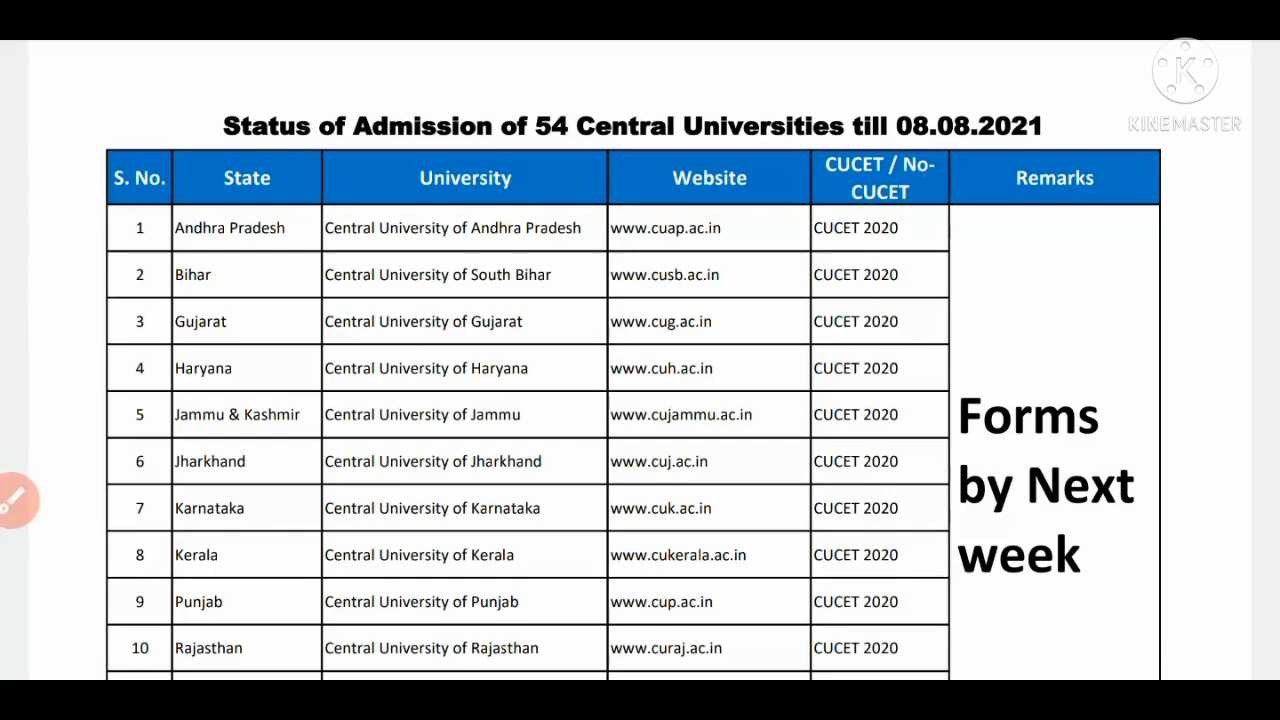 K
KINEMASTER
Status of Admission of 54 Central Universities till 08.08.2021
S. No. State University Website CUCET / No-CUCET Remarks
1 Andhra Pradesh Central University of Andhra Pradesh www.cuap.ac.in CUCET 2020
2 Bihar Central University of South Bihar www.cusb.ac.in CUCET 2020
3 Gujarat Central University of Gujarat www.cug.ac.in CUCET 2020
4 Haryana Central University of Haryana www.cuh.ac.in CUCET 2020
5 Jammu & Kashmir Central University of Jammu www.cujammu.ac.in CUCET 2020
6 Jharkhand Central University of Jharkhand www.cuj.ac.in CUCET 2020
7 Karnataka Central University of Karnataka www.cuk.ac.in CUCET 2020
8 Kerala Central University of Kerala www.cukerala.ac.in CUCET 2020
9 Punjab Central University of Punjab www.cup.ac.in CUCET 2020
10 Rajasthan Central University of Rajasthan www.curaj.ac.in CUCET 2020
Forms
by Next
week